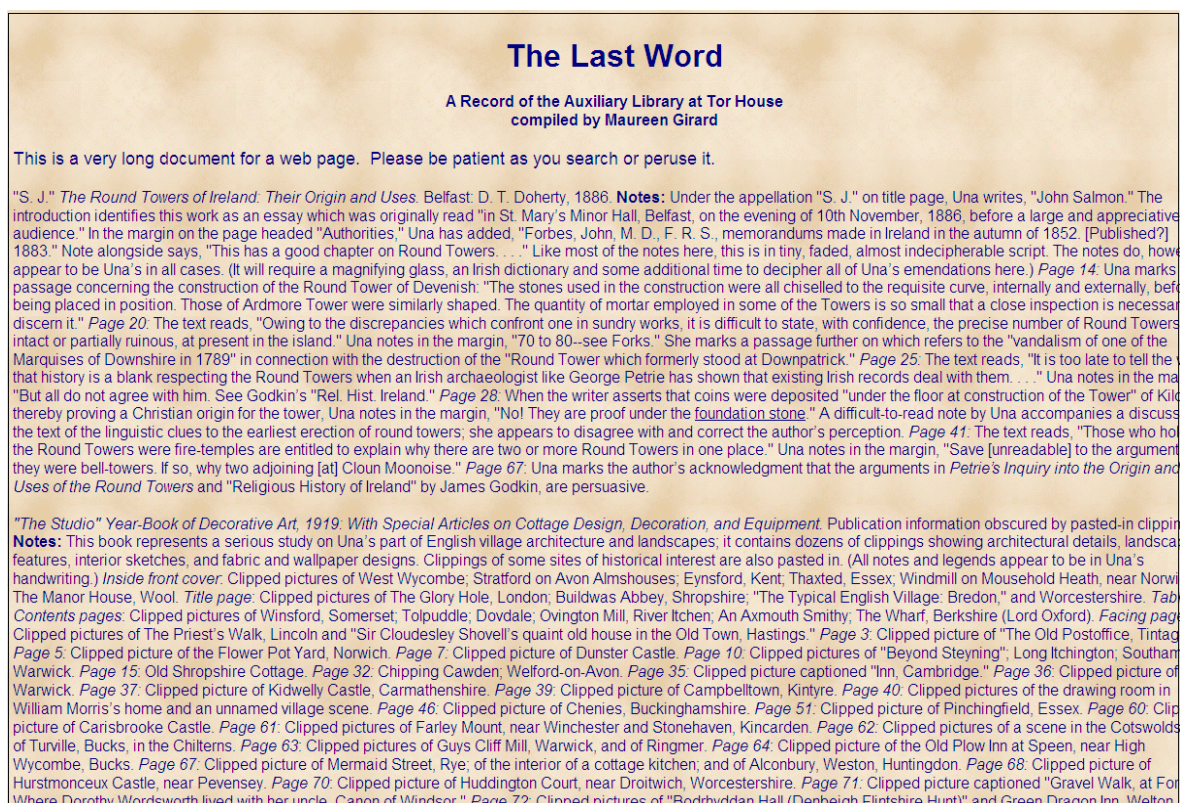 The Last Word
A Record of the Auxiliary Library at Tor House
compiled by Maureen Girard
This is a very long document for a web page.  Please be patient as you search or peruse it.
"S. J." The Round Towers of Ireland: Their Origin and Uses. Belfast: D. T. Doherty, 1886. Notes: Under the appellation "S. J." on title page, Una writes, "John Salmon." The
introduction identifies this work as an essay which was originally read "in St. Mary's Minor Hall, Belfast, on the evening of 10th November, 1886, before a large and appreciative
audience." In the margin on the page headed "Authorities," Una has added, "Forbes, John, M. D., F. R. S., memorandums made in Ireland in the autumn of 1852. [Published?]
1883." Note alongside says, "This has a good chapter on Round Towers. . . ." Like most of the notes here, this is in tiny, faded, almost indecipherable script. The notes do, howe
appear to be Una's in all cases. (It will require a magnifying glass, an Irish dictionary and some additional time to decipher all of Una's emendations here.) Page 14: Una marks
passage concerning the construction of the Round Tower of Devenish: "The stones used in the construction were all chiselled to the requisite curve, internally and externally, befo
being placed in position. Those of Ardmore Tower were similarly shaped. The quantity of mortar employed in some of the Towers is so small that a close inspection is necessar
discern it." Page 20: The text reads, "Owing to the discrepancies which confront one in sundry works, it is difficult to state, with confidence, the precise number of Round Towers
intact or partially ruinous, at present in the island." Una notes in the margin, "70 to 80--see Forks." She marks a passage further on which refers to the "vandalism of one of the
Marquises of Downshire in 1789" in connection with the destruction of the "Round Tower which formerly stood at Downpatrick." Page 25: The text reads, "It is too late to tell the
that history is a blank respecting the Round Towers when an Irish archaeologist like George Petrie has shown that existing Irish records deal with them. . . ." Una notes in the ma
"But all do not agree with him. See Godkin's "Rel. Hist. Ireland." Page 28: When the writer asserts that coins were deposited "under the floor at construction of the Tower" of Kild
thereby proving a Christian origin for the tower, Una notes in the margin, "No! They are proof under the foundation stone." A difficult-to-read note by Una accompanies a discuss
the text of the linguistic clues to the earliest erection of round towers; she appears to disagree with and correct the author's perception. Page 41: The text reads, "Those who hol
the Round Towers were fire-temples are entitled to explain why there are two or more Round Towers in one place." Una notes in the margin, "Save [unreadable] to the argument
they were bell-towers. If so, why two adjoining [at] Cloun Moonoise." Page 67: Una marks the author's acknowledgment that the arguments in Petrie's Inquiry into the Origin and
Uses of the Round Towers and "Religious History of Ireland" by James Godkin, are persuasive.
"The Studio" Year-Book of Decorative Art, 1919: With Special Articles on Cottage Design, Decoration, and Equipment. Publication information obscured by pasted-in clippin
Notes: This book represents a serious study on Una's part of English village architecture and landscapes; it contains dozens of clippings showing architectural details, landsca
features, interior sketches, and fabric and wallpaper designs. Clippings of some sites of historical interest are also pasted in. (All notes and legends appear to be in Una's
handwriting.) Inside front cover: Clipped pictures of West Wycombe; Stratford on Avon Almshouses; Eynsford, Kent; Thaxted, Essex; Windmill on Mousehold Heath, near Norwi
The Manor House, Wool. Title page: Clipped pictures of The Glory Hole, London; Buildwas Abbey, Shropshire; "The Typical English Village: Bredon," and Worcestershire. Tab
Contents pages: Clipped pictures of Winsford, Somerset; Tolpuddle; Dovdale; Ovington Mill, River Itchen; An Axmouth Smithy; The Wharf, Berkshire (Lord Oxford). Facing page
Clipped pictures of The Priest's Walk, Lincoln and "Sir Cloudesley Shovell's quaint old house in the Old Town, Hastings." Page 3: Clipped picture of "The Old Postoffice, Tintag
Page 5: Clipped picture of the Flower Pot Yard, Norwich. Page 7: Clipped picture of Dunster Castle. Page 10: Clipped pictures of "Beyond Steyning"; Long Itchington; Southam
Warwick. Page 15: Old Shropshire Cottage. Page 32: Chipping Cawden; Welford-on-Avon. Page 35: Clipped picture captioned "Inn, Cambridge." Page 36: Clipped picture of
Warwick. Page 37: Clipped picture of Kidwelly Castle, Carmathenshire. Page 39: Clipped picture of Campbelltown, Kintyre. Page 40: Clipped pictures of the drawing room in
William Morris's home and an unnamed village scene. Page 46: Clipped picture of Chenies, Buckinghamshire. Page 51: Clipped picture of Pinchingfield, Essex. Page 60: Clip
picture of Carisbrooke Castle. Page 61: Clipped pictures of Farley Mount, near Winchester and Stonehaven, Kincarden. Page 62: Clipped pictures of a scene in the Cotswolds
of Turville, Bucks, in the Chilterns. Page 63: Clipped pictures of Guys Cliff Mill, Warwick, and of Ringmer. Page 64: Clipped picture of the Old Plow Inn at Speen, near High
Wycombe, Bucks. Page 67: Clipped picture of Mermaid Street, Rye; of the interior of a cottage kitchen; and of Alconbury, Weston, Huntingdon. Page 68: Clipped picture of
Hurstmonceux Castle, near Pevensey. Page 70: Clipped picture of Huddington Court, near Droitwich, Worcestershire. Page 71: Clipped picture captioned "Gravel Walk, at For
Where Dorothy Wordsworth lived with her uncle, Canon of Windsor." Page 72: Clipped pictures of "Bodrhyddan Hall (Denbeigh Flintshire Hunt)" and Green Dragon Inn, Welton